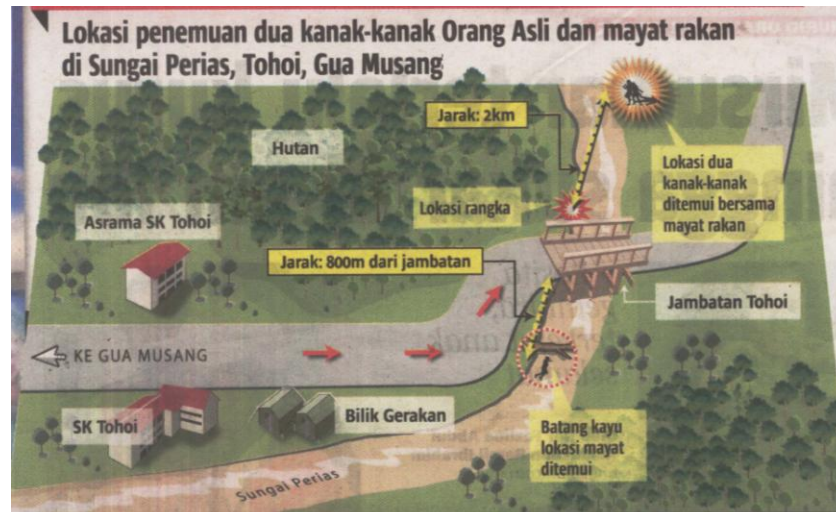 Lokasi penemuan dua kanak-kanak Orang Asli dan mayat rakan
di Sungai Perias, Tohoi, Gua Musang
Jarak: 2km
Hutan
Lokasi dua
kanak-kanak
ditemui bersama
mayat rakan
Lokasi rangka
Asrama SK Tohoi
Jarak: 800m dari jambatan
Jambatan Tohoi
KE GUA MUSANG
Bilik Gerakan
SK Tohoi
Batang kayu
lokasi mayat
ditemui
Sungai Perias